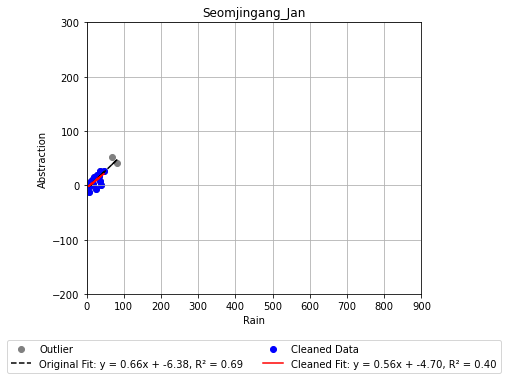 Seomjingang_Jan
300
200
100
0
−100
−200
Abstraction
0 100 200 300 400 500 600 700 800 900
Rain
Outlier
Cleaned Data
Original Fit: y = 0.66x + -6.38, R² = 0.69
Cleaned Fit: y = 0.56x + -4.70, R² = 0.40